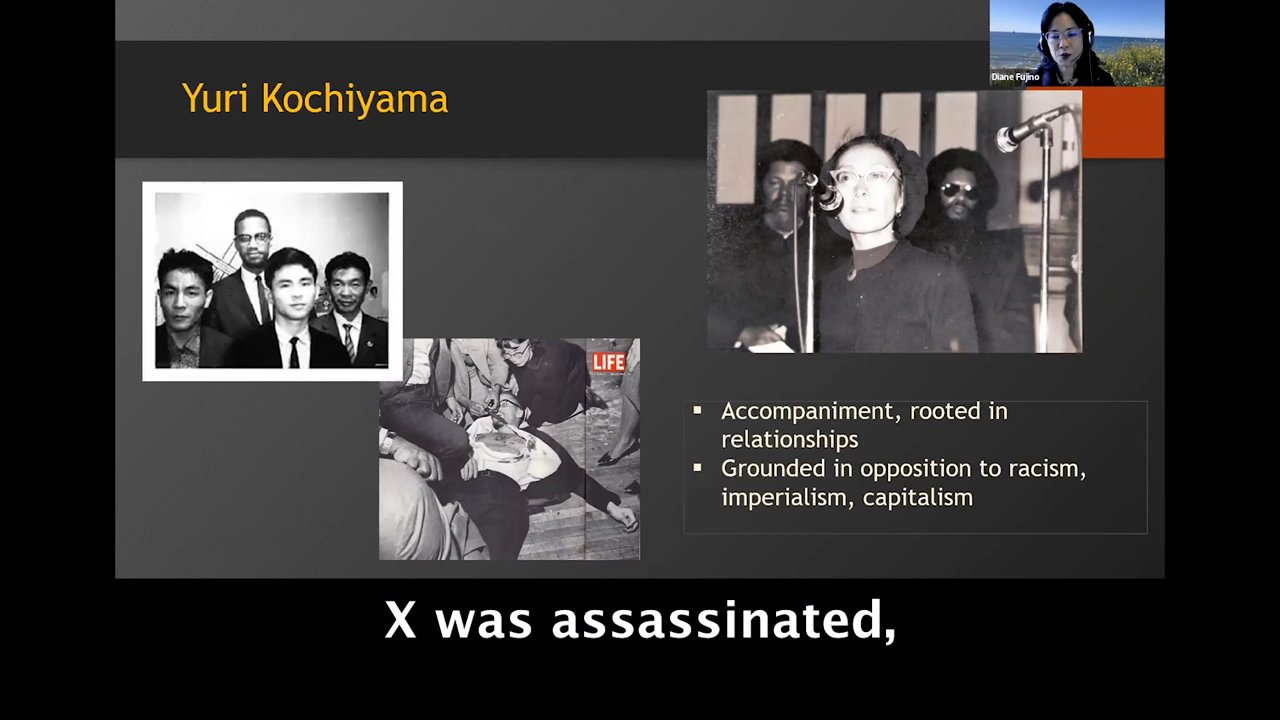 Diane Fujino
Yuri Kochiyama
LIFE
▪ Accompaniment, rooted in
relationships
▪ Grounded in opposition to racism,
imperialism, capitalism
X was assassinated,